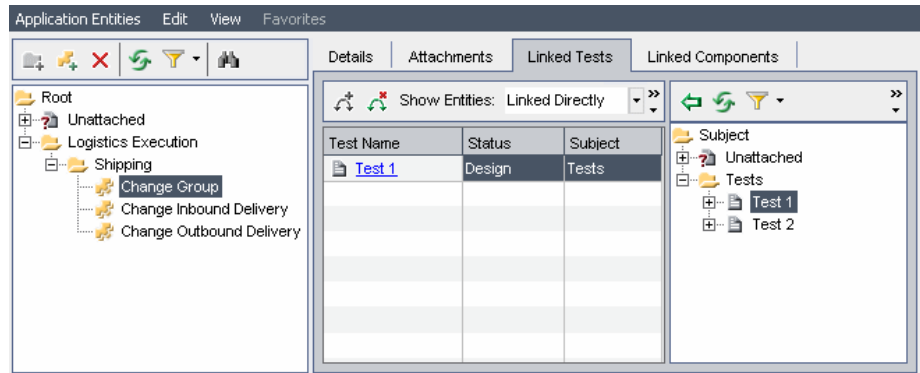 Application Entities Edit View Favorites
Details Attachments Linked Tests Linked Components
Show Entities: Linked Directly
Root
Unattached
Logistics Execution
Shipping
Change Group
Change Inbound Delivery
Change Outbound Delivery
Test Name Status Subject
Test 1 Design Tests
Subject
Unattached
Tests
Test 1
Test 2